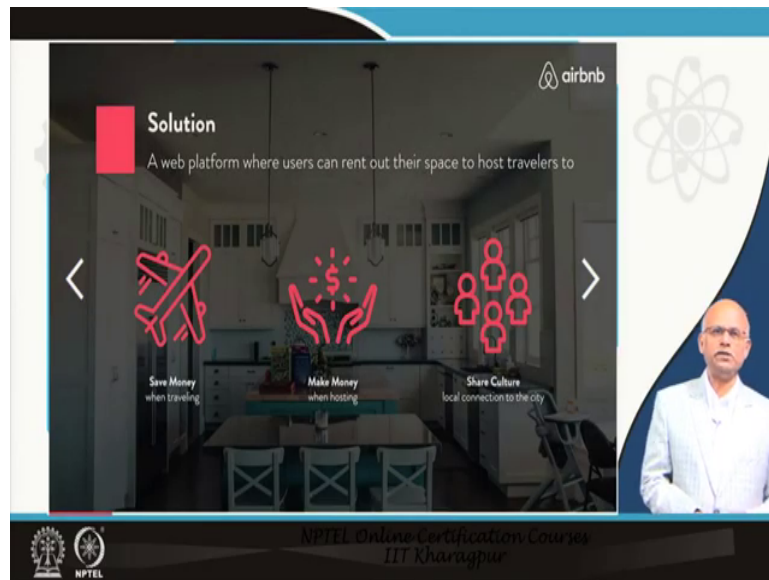 airbnb
Solution
A web platform where users can rent out their space to host travelers to
$
Save Money
when traveling
Make Money
when hosting
Share Culture
local connection to the city
NPTEL Online Certification Courses
IIT Kharagpur
NPTEL